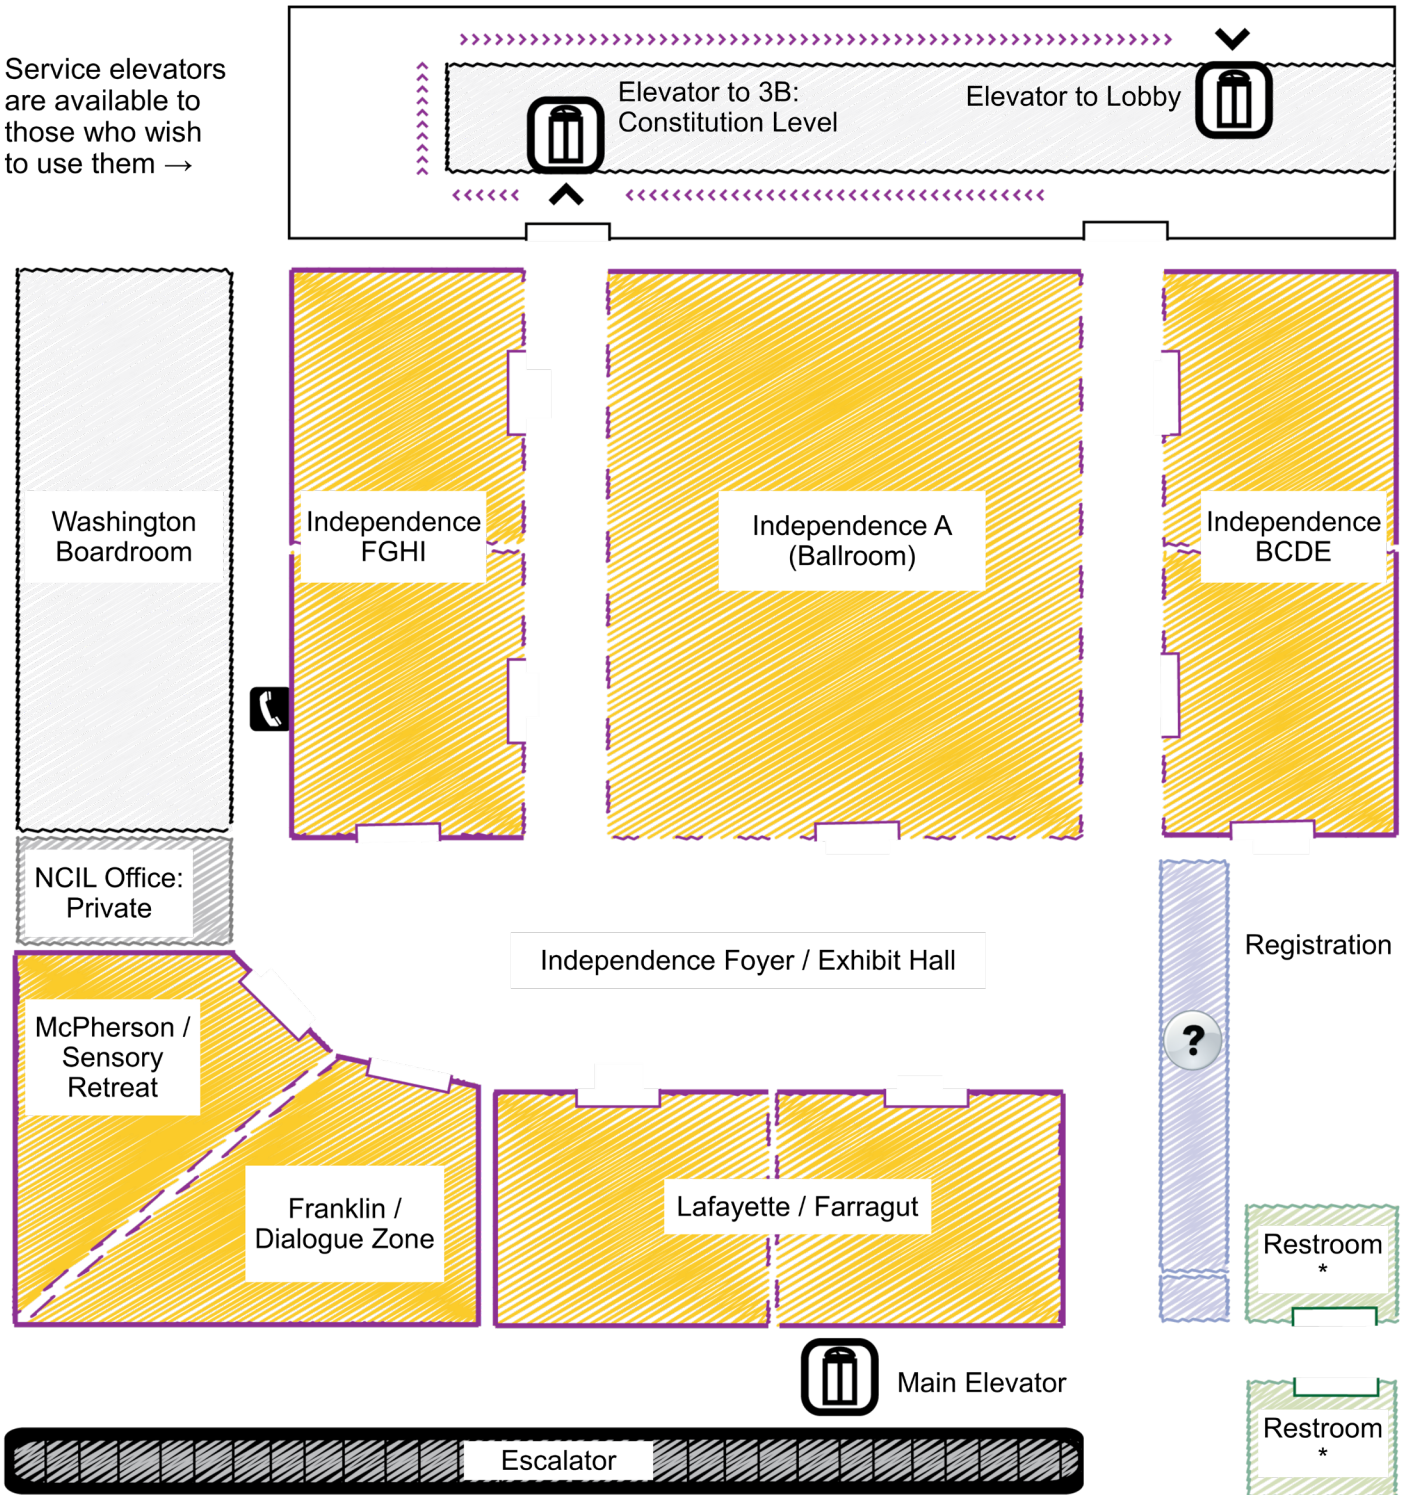 Service elevators
are available to
those who wish
to use them →
Elevator to 3B:
Constitution Level
Elevator to Lobby
Washington
Boardroom
Independence
FGHI
Independence A
(Ballroom)
Independence
BCDE
NCIL Office:
Private
Independence Foyer / Exhibit Hall
Registration
McPherson /
Sensory
Retreat
?
Franklin /
Dialogue Zone
Lafayette / Farragut
Restroom
*
Main Elevator
Restroom
*
Escalator